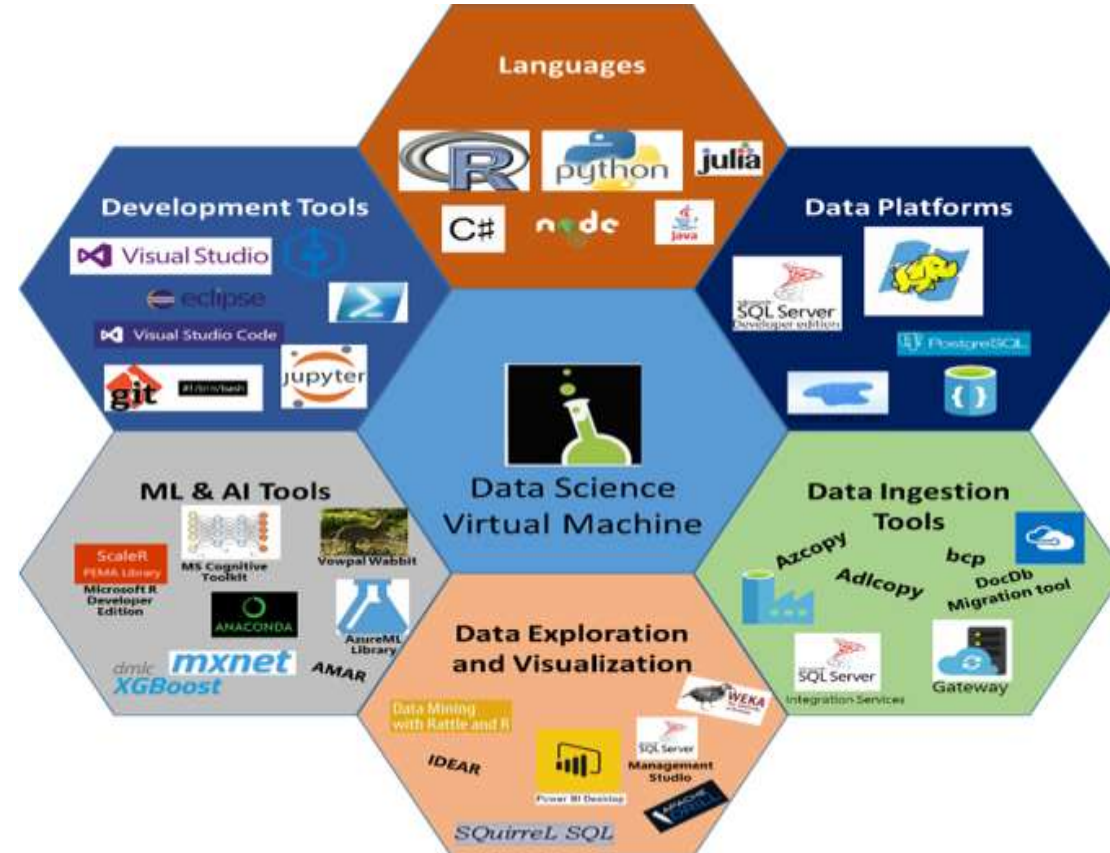 Languages
R
python
julia
C#
node
java
Development Tools
Visual Studio
eclipse
Visual Studio Code
git
#!/bin/bash
jupyter
Data Platforms
SQL Server
Developer edition
PostgreSQL
{ }
Data Science
Virtual Machine
ML & AI Tools
ScaleR
PEMA Library
Microsoft R
Developer
Edition
MS Cognitive
Toolkit
Vowpal Wabbit
ANACONDA
AzureML
Library
dmlc
XGBoost
mxnet
AMAR
Data Ingestion
Tools
Azcopy
Adlcopy
bcp
DocDb
Migration tool
SQL Server
Integration Services
Gateway
Data Exploration
and Visualization
Data Mining
with Rattle and R
IDEAR
Power BI Desktop
WEKA
SQL Server
Management
Studio
APACHE
DRILL
SQuirreL SQL